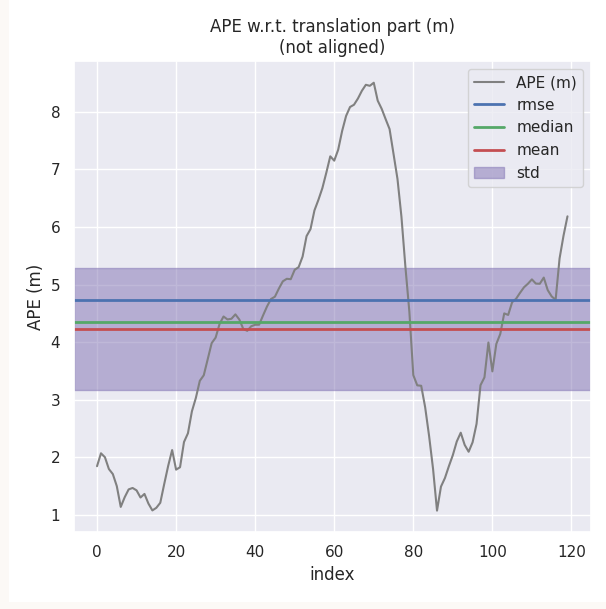 APE w.r.t. translation part (m)
(not aligned)
APE (m)
rmse
median
mean
std
APE (m)
8
7
6
5
4
3
2
1
0 20 40 60 80 100 120
index